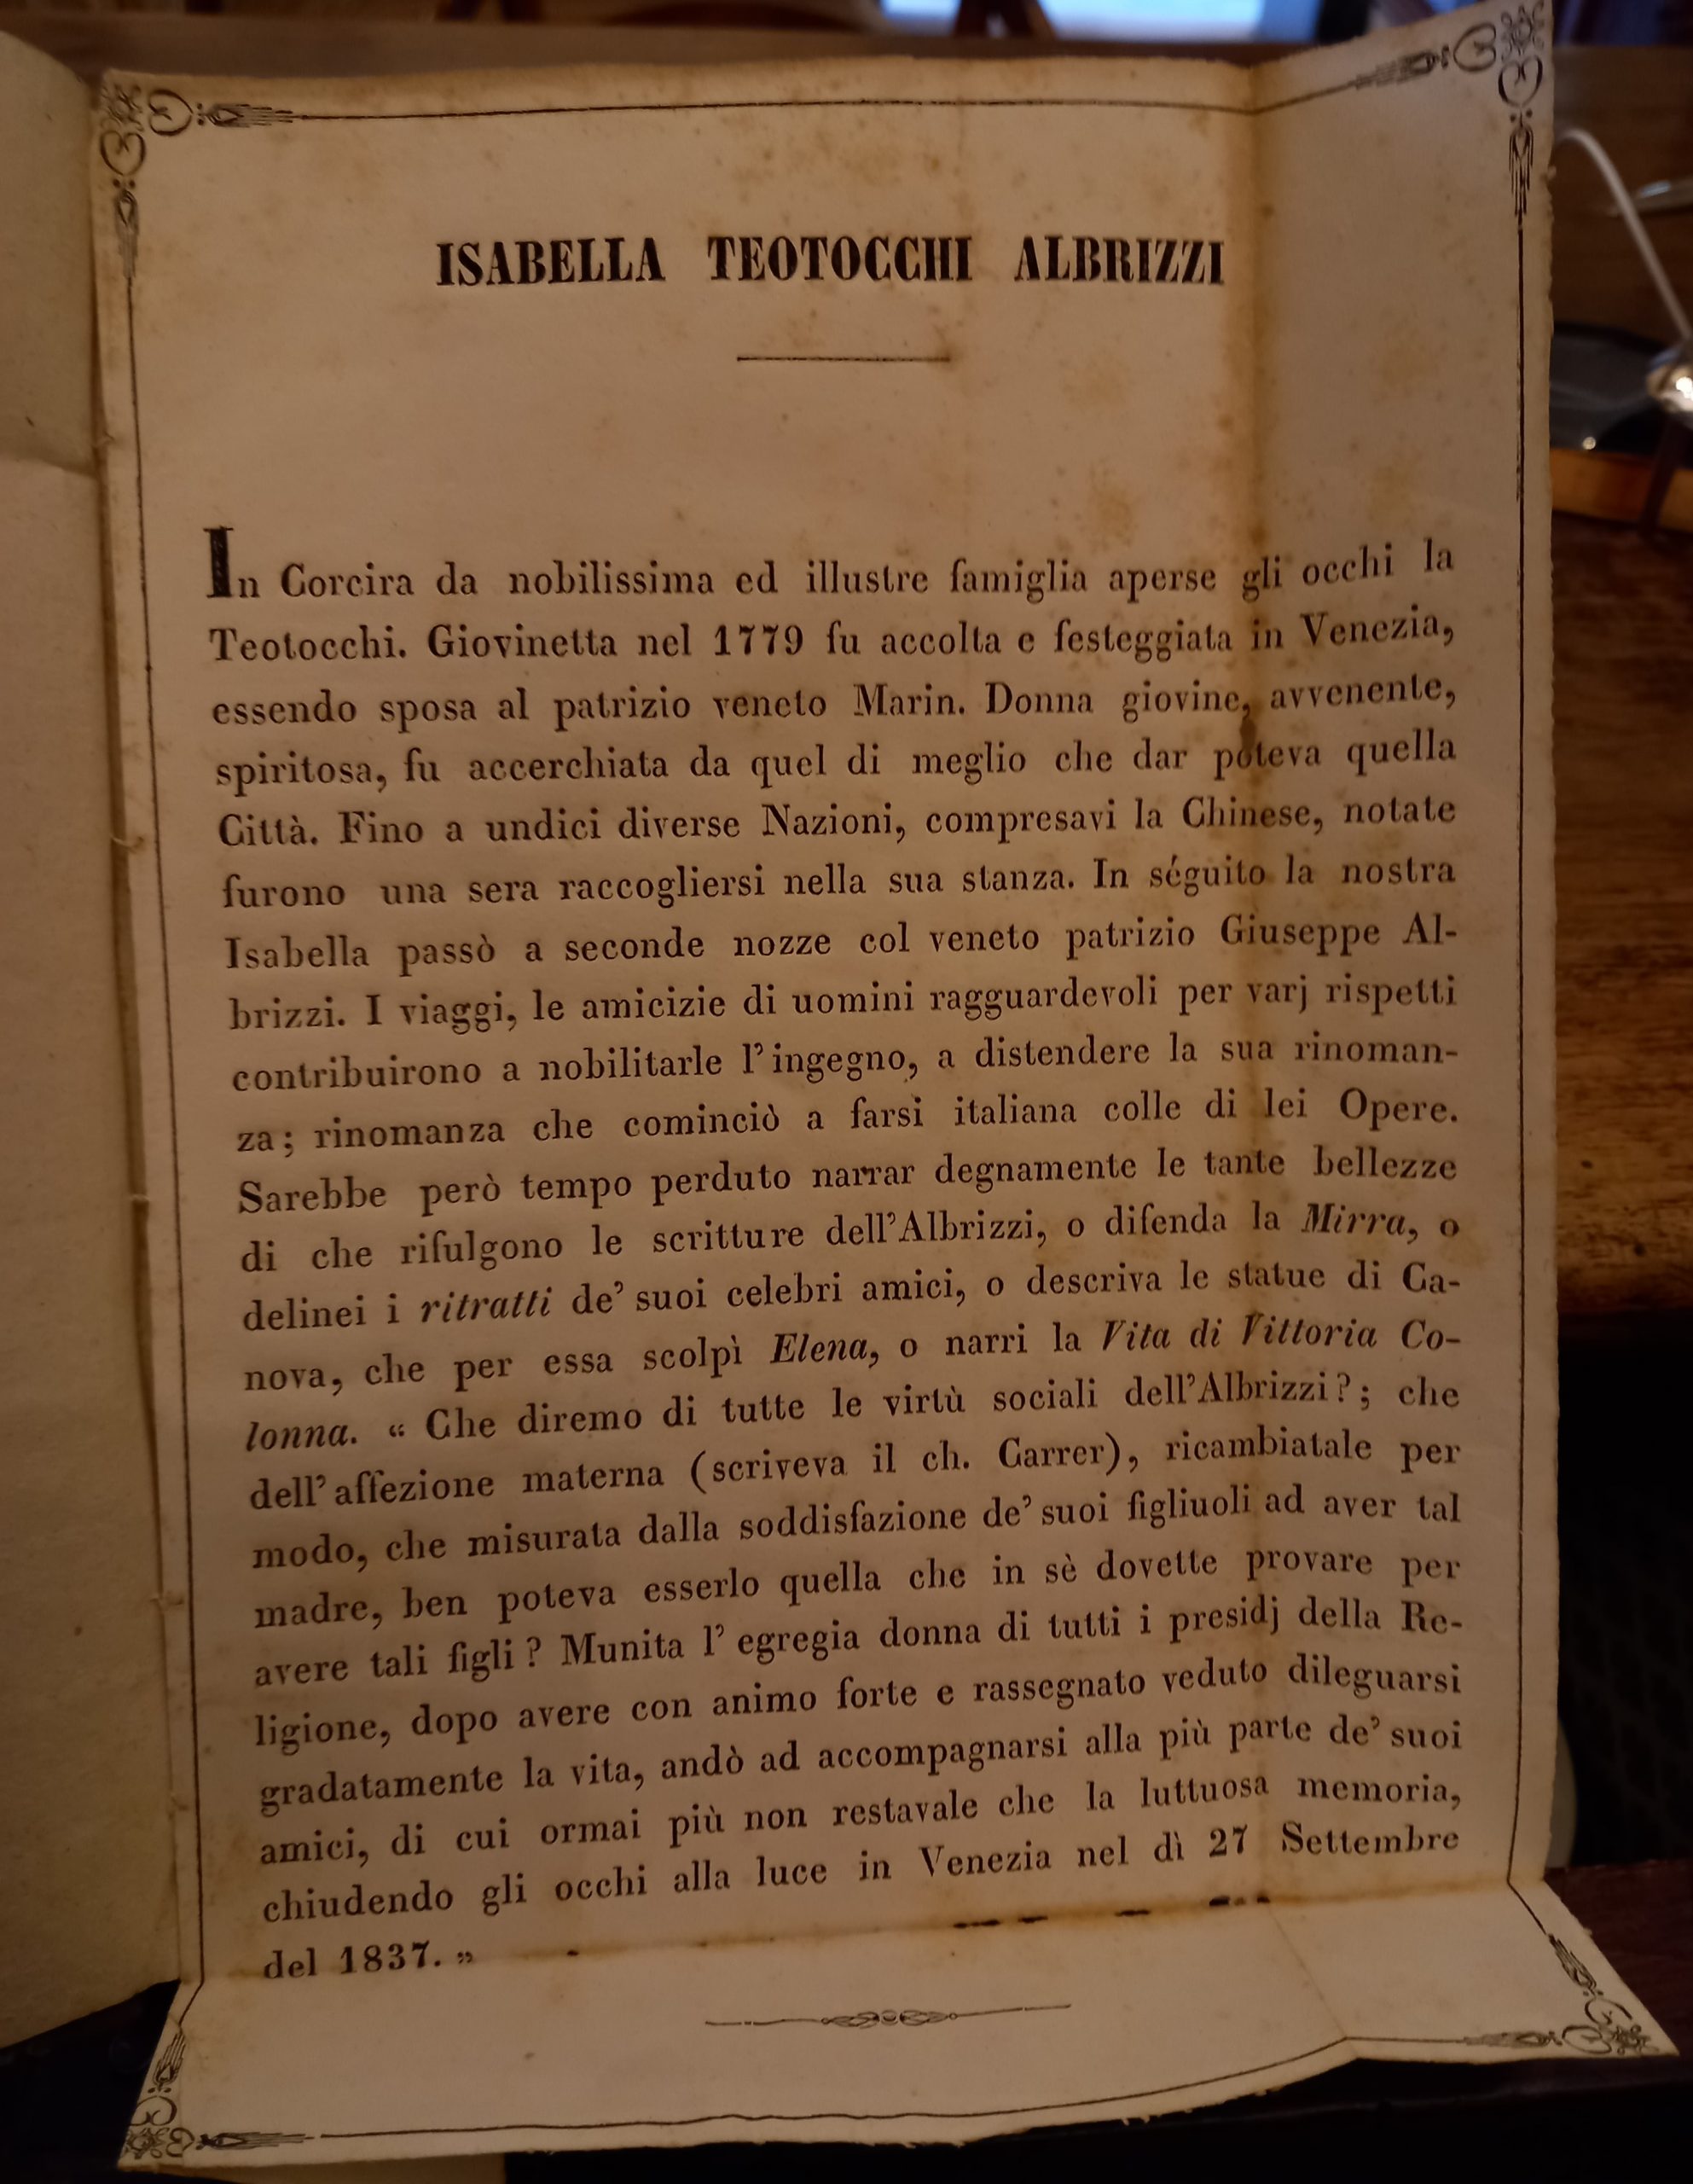 ISABELLA TEOTOCCHI ALBRIZZI
In Corcira da nobilissima ed illustre famiglia aperse gli occhi la
Teotocchi. Giovinetta nel 1779 fu accolta e festeggiata in Venezia,
essendo sposa al patrizio veneto Marin. Donna giovine, avvenente,
spiritosa, fu accerchiata da quel di meglio che dar poteva quella
Città. Fino a undici diverse Nazioni, compresavi la Chinese, notate
furono una sera raccogliersi nella sua stanza. In séguito la nostra
Isabella passò a seconde nozze col veneto patrizio Giuseppe Al-
brizzi. I viaggi, le amicizie di uomini ragguardevoli per varj rispetti
contribuirono a nobilitarle l'ingegno, a distendere la sua rinoman-
za; rinomanza che cominciò a farsi italiana colle di lei Opere.
Sarebbe però tempo perduto narrar degnamente le tante bellezze
di che rifulgono le scritture dell'Albrizzi, o difenda la Mirra, o
delinei i ritratti de' suoi celebri amici, o descriva le statue di Ca-
nova, che per essa scolpì Elena, o narri la Vita di Vittoria Co-
lonna. « Che diremo di tutte le virtù sociali dell'Albrizzi?; che
dell'affezione materna (scriveva il ch. Carrer), ricambiatale per
modo, che misurata dalla soddisfazione de' suoi figliuoli ad aver tal
madre, ben poteva esserlo quella che in sè dovette provare per
avere tali figli? Munita l'egregia donna di tutti i presidj della Re-
ligione, dopo avere con animo forte e rassegnato veduto dileguarsi
gradatamente la vita, andò ad accompagnarsi alla più parte de' suoi
amici, di cui ormai più non restavale che la luttuosa memoria,
chiudendo gli occhi alla luce in Venezia nel dì 27 Settembre
del 1837. »